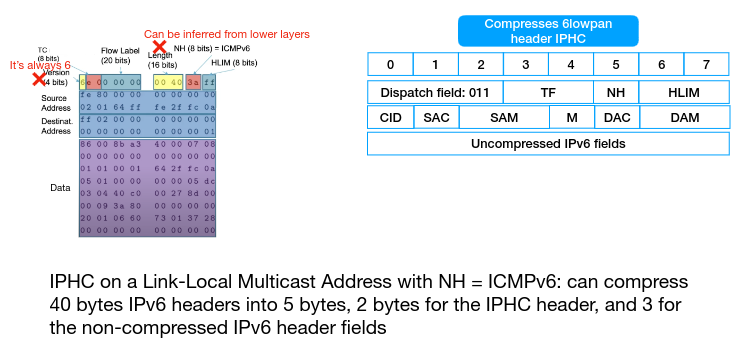 Can be inferred from lower layers
It's always 6
TC
(8 bits)
Flow Label
(20 bits)
NH (8 bits) = ICMPv6
Length
(16 bits)
HLIM (8 bits)
Version
(4 bits)
6e 00 00 00 00 40 3a ff
Source
Address
fe 80 00 00 00 00 00 00
02 01 64 ff fe 2f fc 0a
Destinat.
Address
ff 02 00 00 00 00 00 00
00 00 00 00 00 00 00 01
Data
86 00 8b a3 40 00 07 08
00 00 00 00 00 00 00 00
01 01 00 01 64 2f fc 0a
05 01 00 00 00 00 05 dc
03 04 40 c0 00 27 8d 00
00 09 3a 80 00 00 00 00
20 01 06 60 73 01 37 28
00 00 00 00 00 00 00 00
Compresses 6lowpan
header IPHC
0 1 2 3 4 5 6 7
Dispatch field: 011 TF NH HLIM
CID SAC SAM M DAC DAM
Uncompressed IPv6 fields
IPHC on a Link-Local Multicast Address with NH = ICMPv6: can compress
40 bytes IPv6 headers into 5 bytes, 2 bytes for the IPHC header, and 3 for
the non-compressed IPv6 header fields